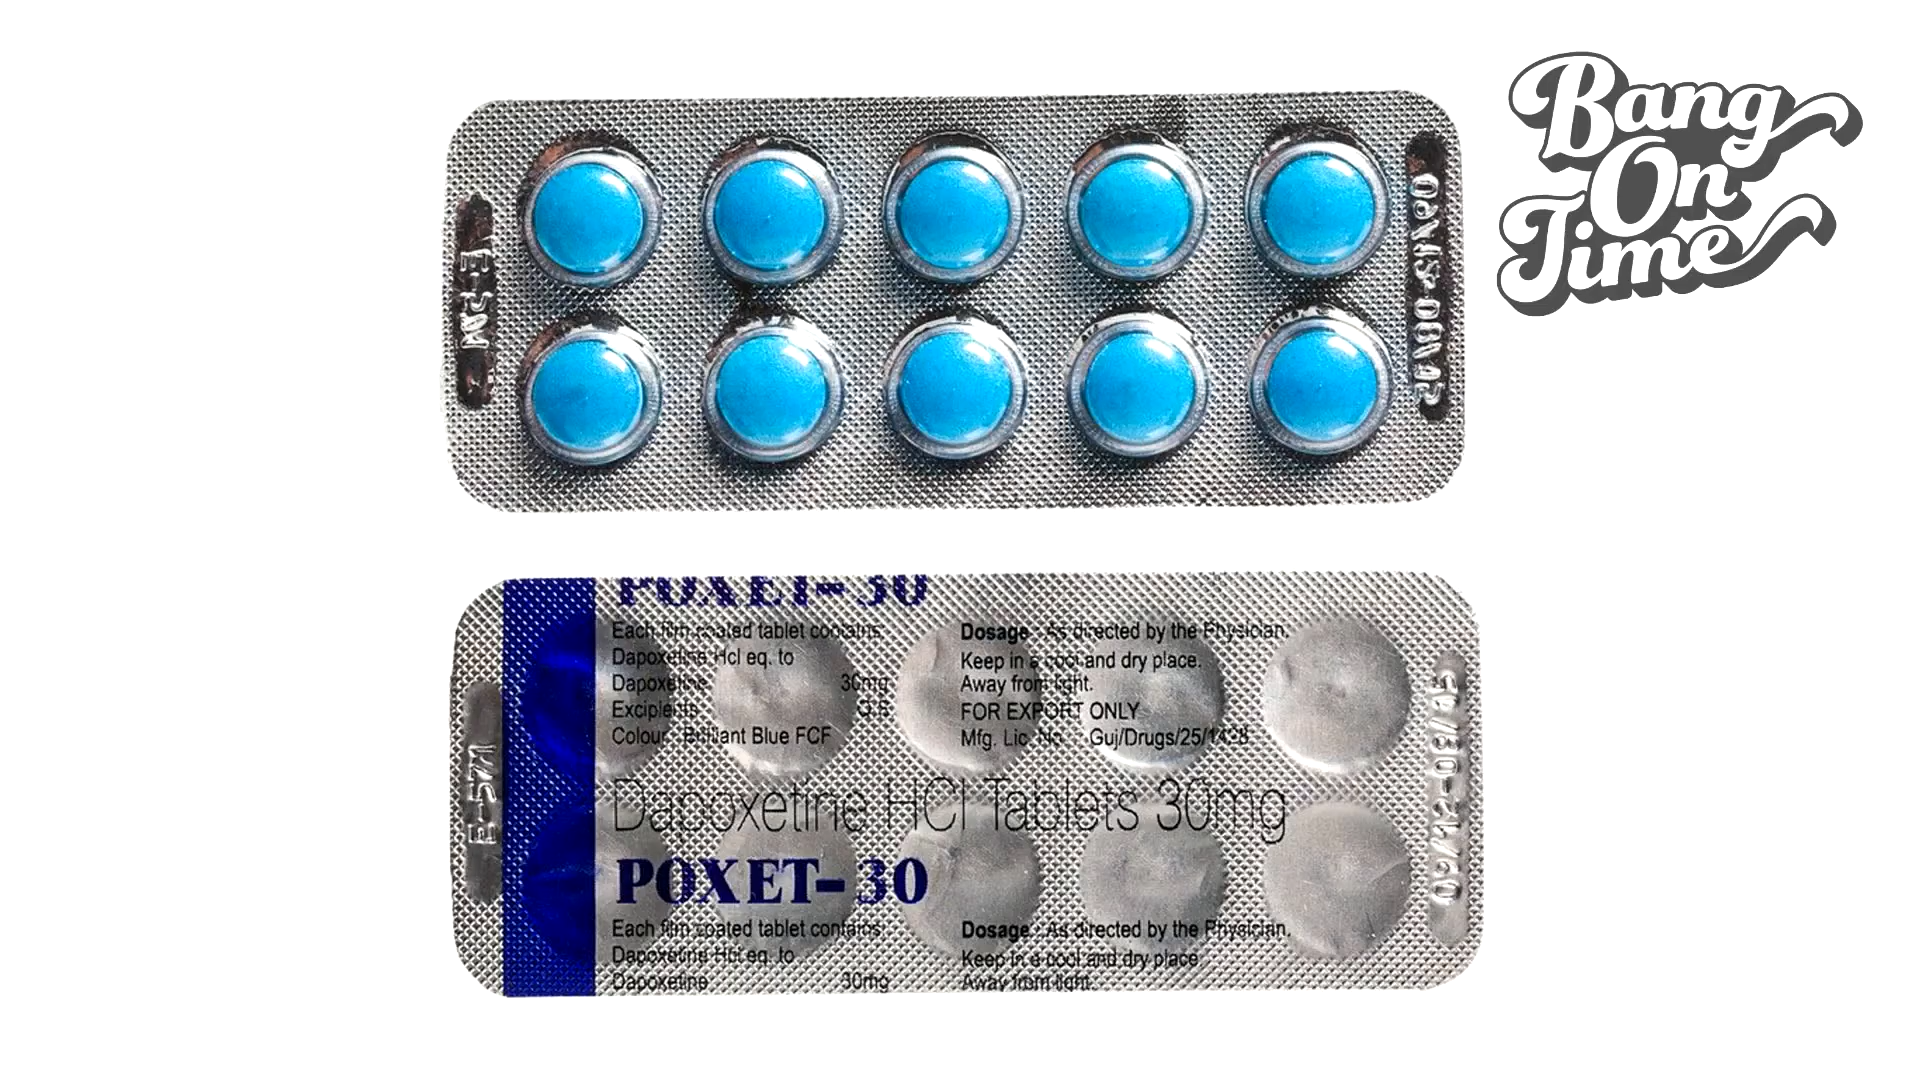 Bang
On
Time
POXET-30
Each film coated tablet contains:
Dapoxetine Hcl eq. to
Dapoxetine 30mg
Excipients Q.S.
Colour : Brilliant Blue FCF
Dosage : As directed by the Physician.
Keep in a cool and dry place.
Away from light.
FOR EXPORT ONLY
Mfg. Lic. No. : Guj/Drugs/25/1428
Dapoxetine HCl Tablets 30mg
POXET-30
Each film coated tablet contains:
Dapoxetine Hcl eq. to
Dapoxetine 30mg
Dosage : As directed by the Physician.
Keep in a cool and dry place.
Away from light.
E-571